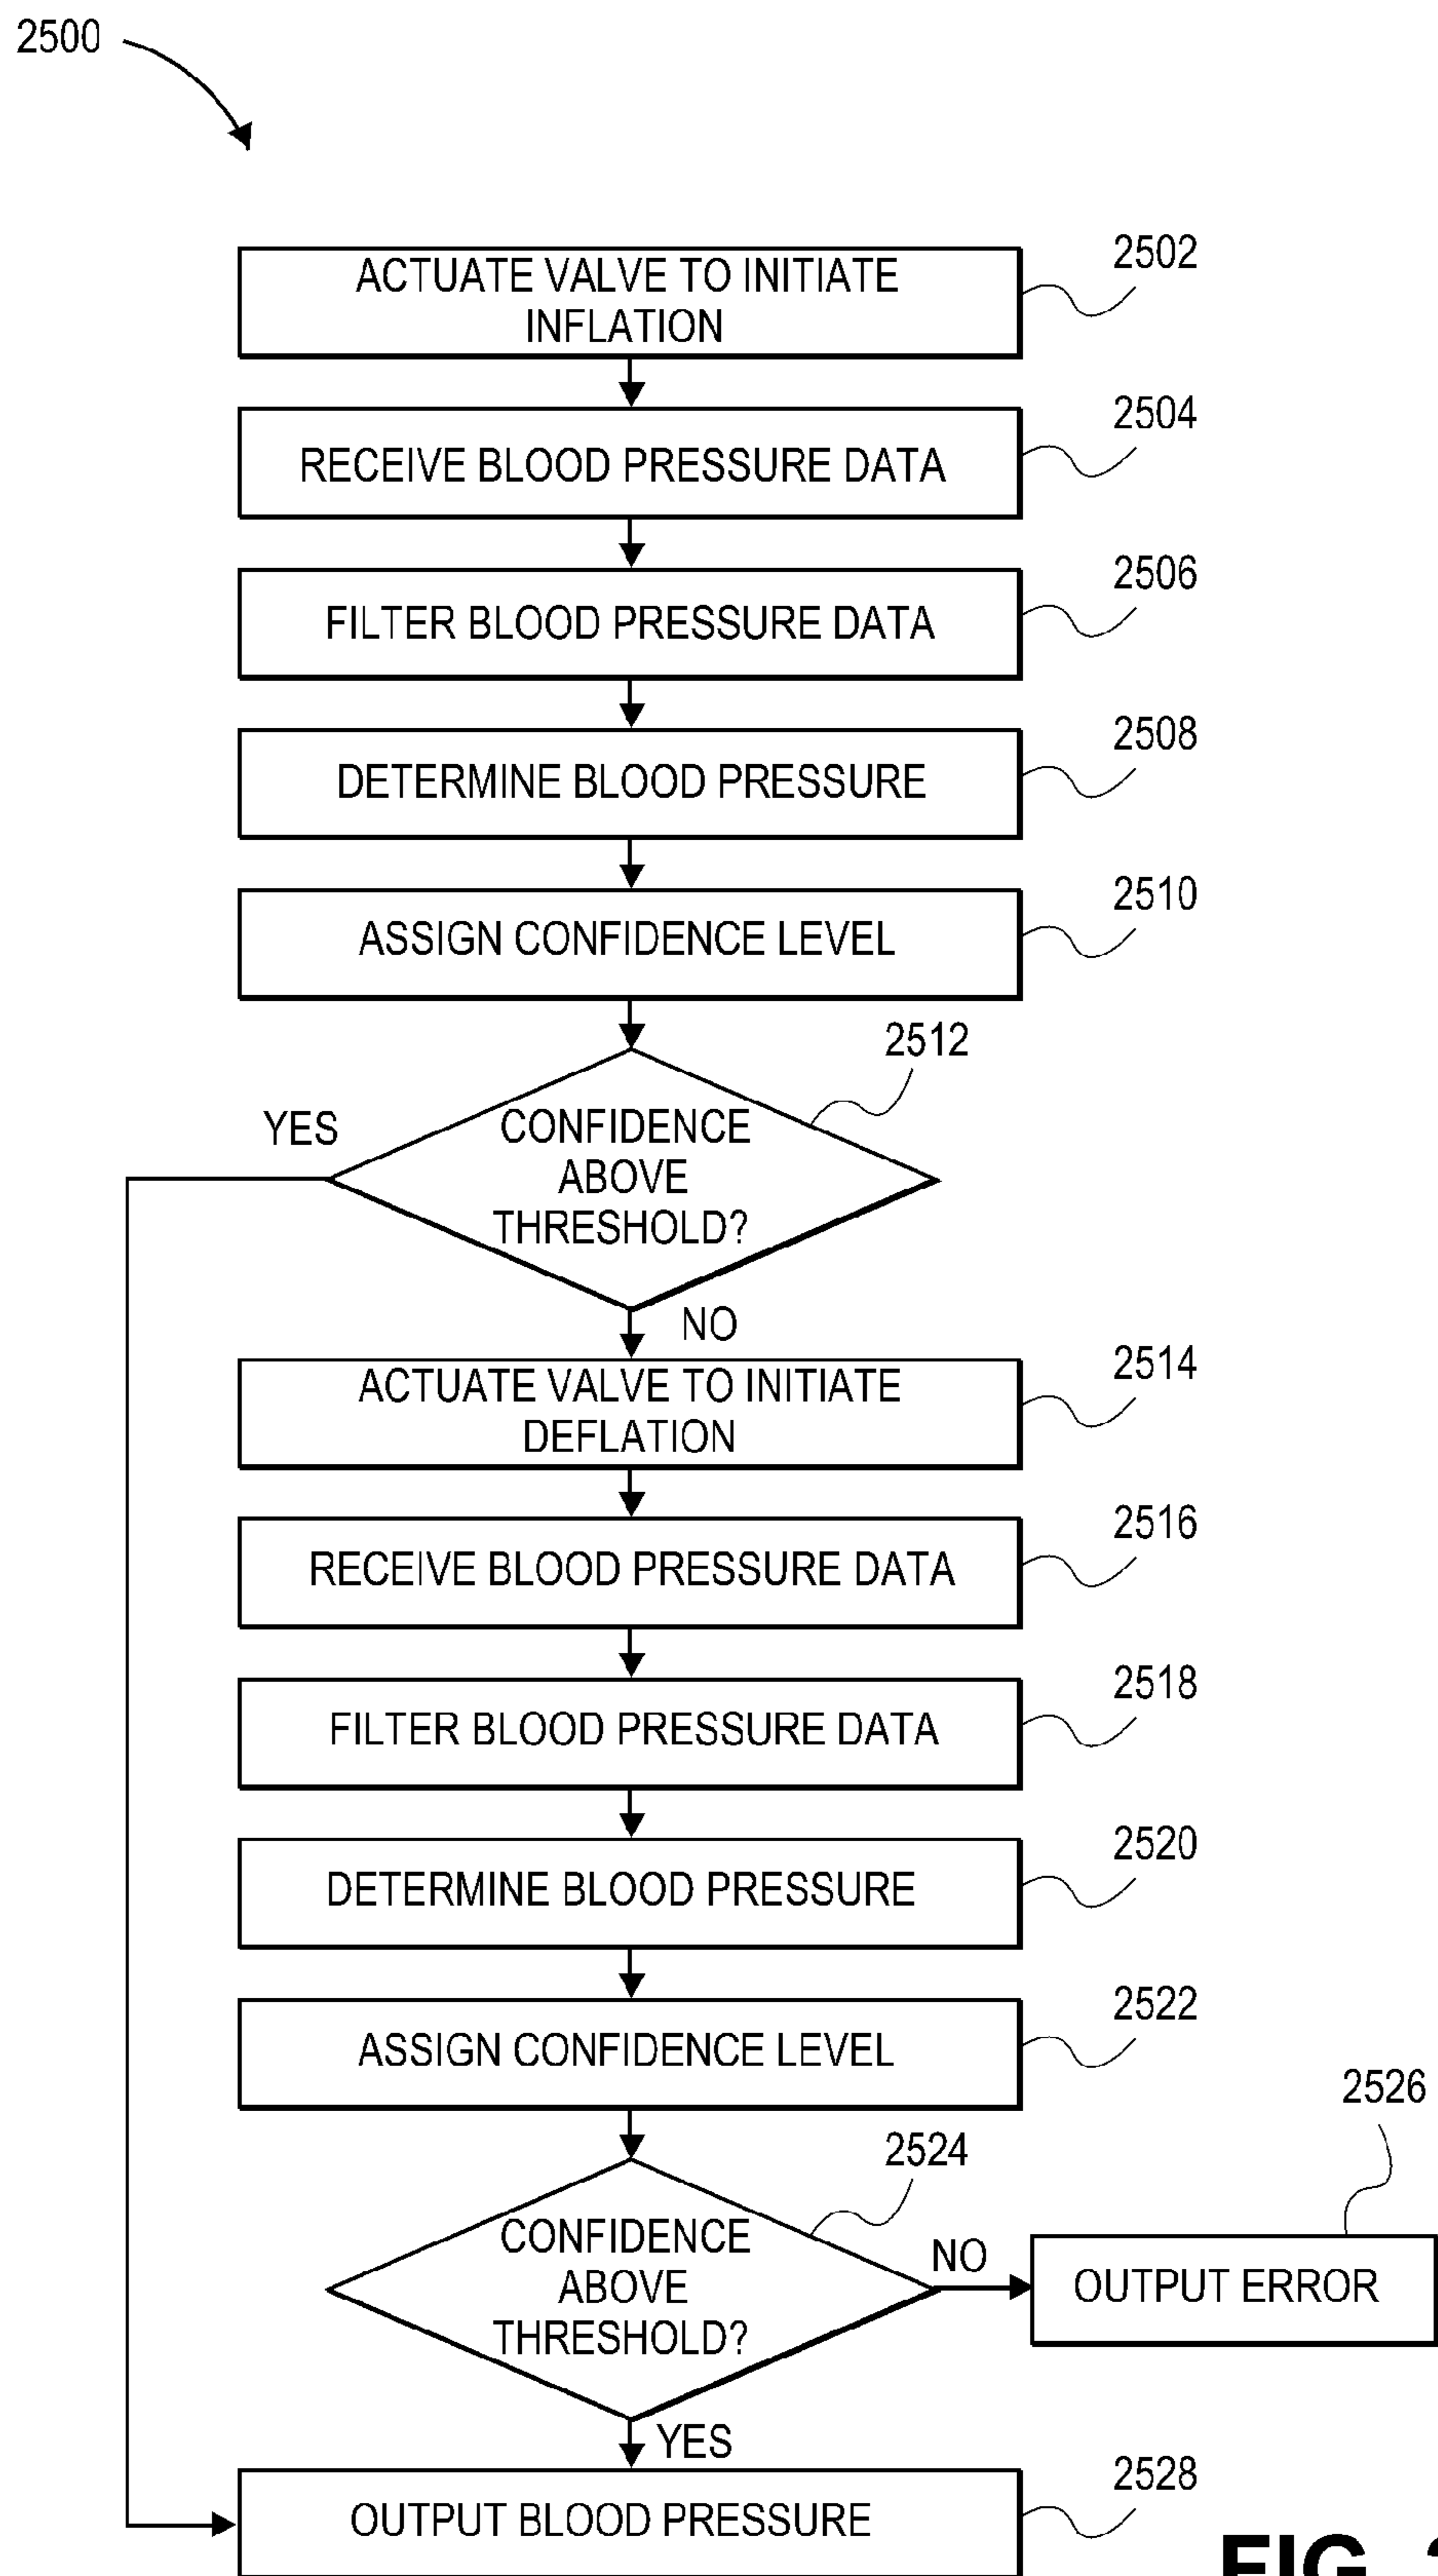 2500
ACTUATE VALVE TO INITIATE
INFLATION
2502
RECEIVE BLOOD PRESSURE DATA
2504
FILTER BLOOD PRESSURE DATA
2506
DETERMINE BLOOD PRESSURE
2508
ASSIGN CONFIDENCE LEVEL
2510
2512
YES
CONFIDENCE
ABOVE
THRESHOLD?
NO
ACTUATE VALVE TO INITIATE
DEFLATION
2514
RECEIVE BLOOD PRESSURE DATA
2516
FILTER BLOOD PRESSURE DATA
2518
DETERMINE BLOOD PRESSURE
2520
ASSIGN CONFIDENCE LEVEL
2522
2524
2526
CONFIDENCE
ABOVE
THRESHOLD?
NO
OUTPUT ERROR
YES
OUTPUT BLOOD PRESSURE
2528
FIG.